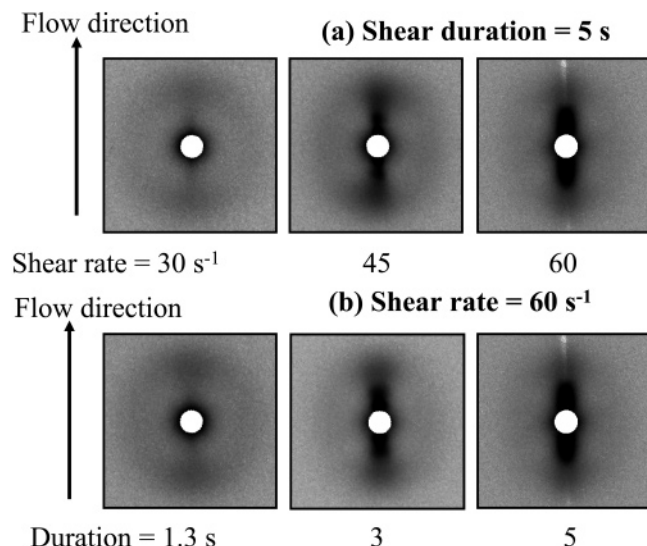 Flow direction
(a) Shear duration = 5 s
Shear rate = 30 s⁻¹ 45 60
Flow direction
(b) Shear rate = 60 s⁻¹
Duration = 1.3 s 3 5